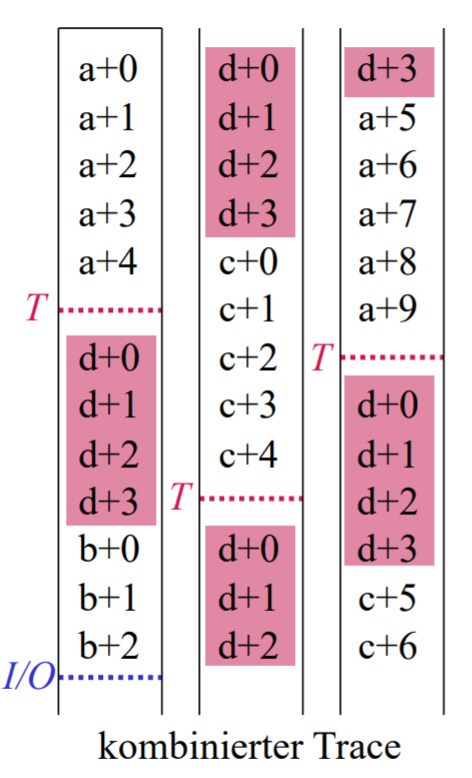 a+0
a+1
a+2
a+3
a+4
T
d+0
d+1
d+2
d+3
b+0
b+1
b+2
I/O
d+0
d+1
d+2
d+3
c+0
c+1
c+2
c+3
c+4
T
d+0
d+1
d+2
d+3
a+5
a+6
a+7
a+8
a+9
T
d+0
d+1
d+2
d+3
c+5
c+6
kombinierter Trace